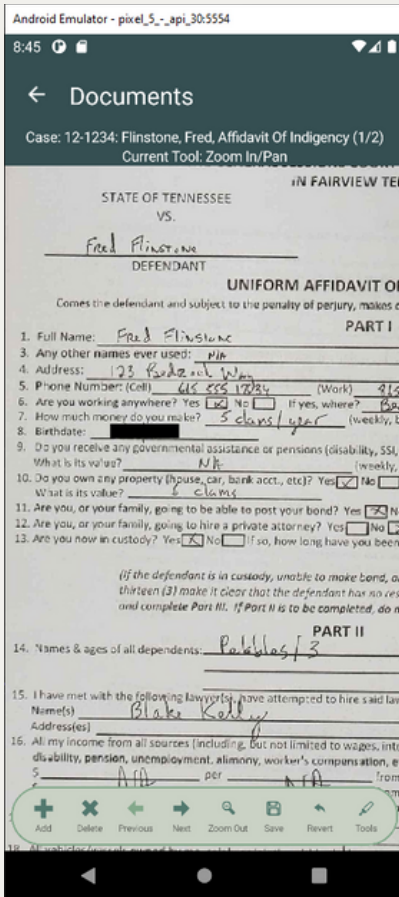 Android Emulator - pixel_5_-_api_30:5554
8:45
Documents
Case: 12-1234: Flinstone, Fred, Affidavit Of Indigency (1/2)
Current Tool: Zoom In/Pan
IN FAIRVIEW TE
STATE OF TENNESSEE
VS.
Fred Flinstone
DEFENDANT
UNIFORM AFFIDAVIT O
Comes the defendant and subject to the penalty of perjury, makes
PART I
1. Full Name: Fred Flinstone
3. Any other names ever used: N/A
4. Address: 123 Bedrock Way
5. Phone Number: (Cell) 615 555 (Work)
6. Are you working anywhere? Yes No If yes, where?
7. How much money do you make? 5 clams / year (weekly,
8. Birthdate:
9. Do you receive any governmental assistance or pensions (disability, SSI,
What is its value? N/A (weekly,
10. Do you own any property (house, car, bank acct., etc)? Yes No
What is its value? clams
11. Are you, or your family, going to be able to post your bond? Yes N
12. Are you, or your family, going to hire a private attorney? Yes No
13. Are you now in custody? Yes No If so, how long have you been
(if the defendant is in custody, unable to make bond,
thirteen (3) make it clear that the defendant has no
and complete Part III. If Part II is to be completed, do
PART II
14. Names & ages of all dependents: Pebbles / 3
15. I have met with the following lawyer(s), have attempted to hire said law
Name(s) Blake Kelly
Address(es)
16. All my income from all sources (including, but not limited to wages,
disability, pension, unemployment, alimony, worker's compensation,
$ N/A per N/A from
Add Delete Previous Next Zoom Out Save Revert Tools